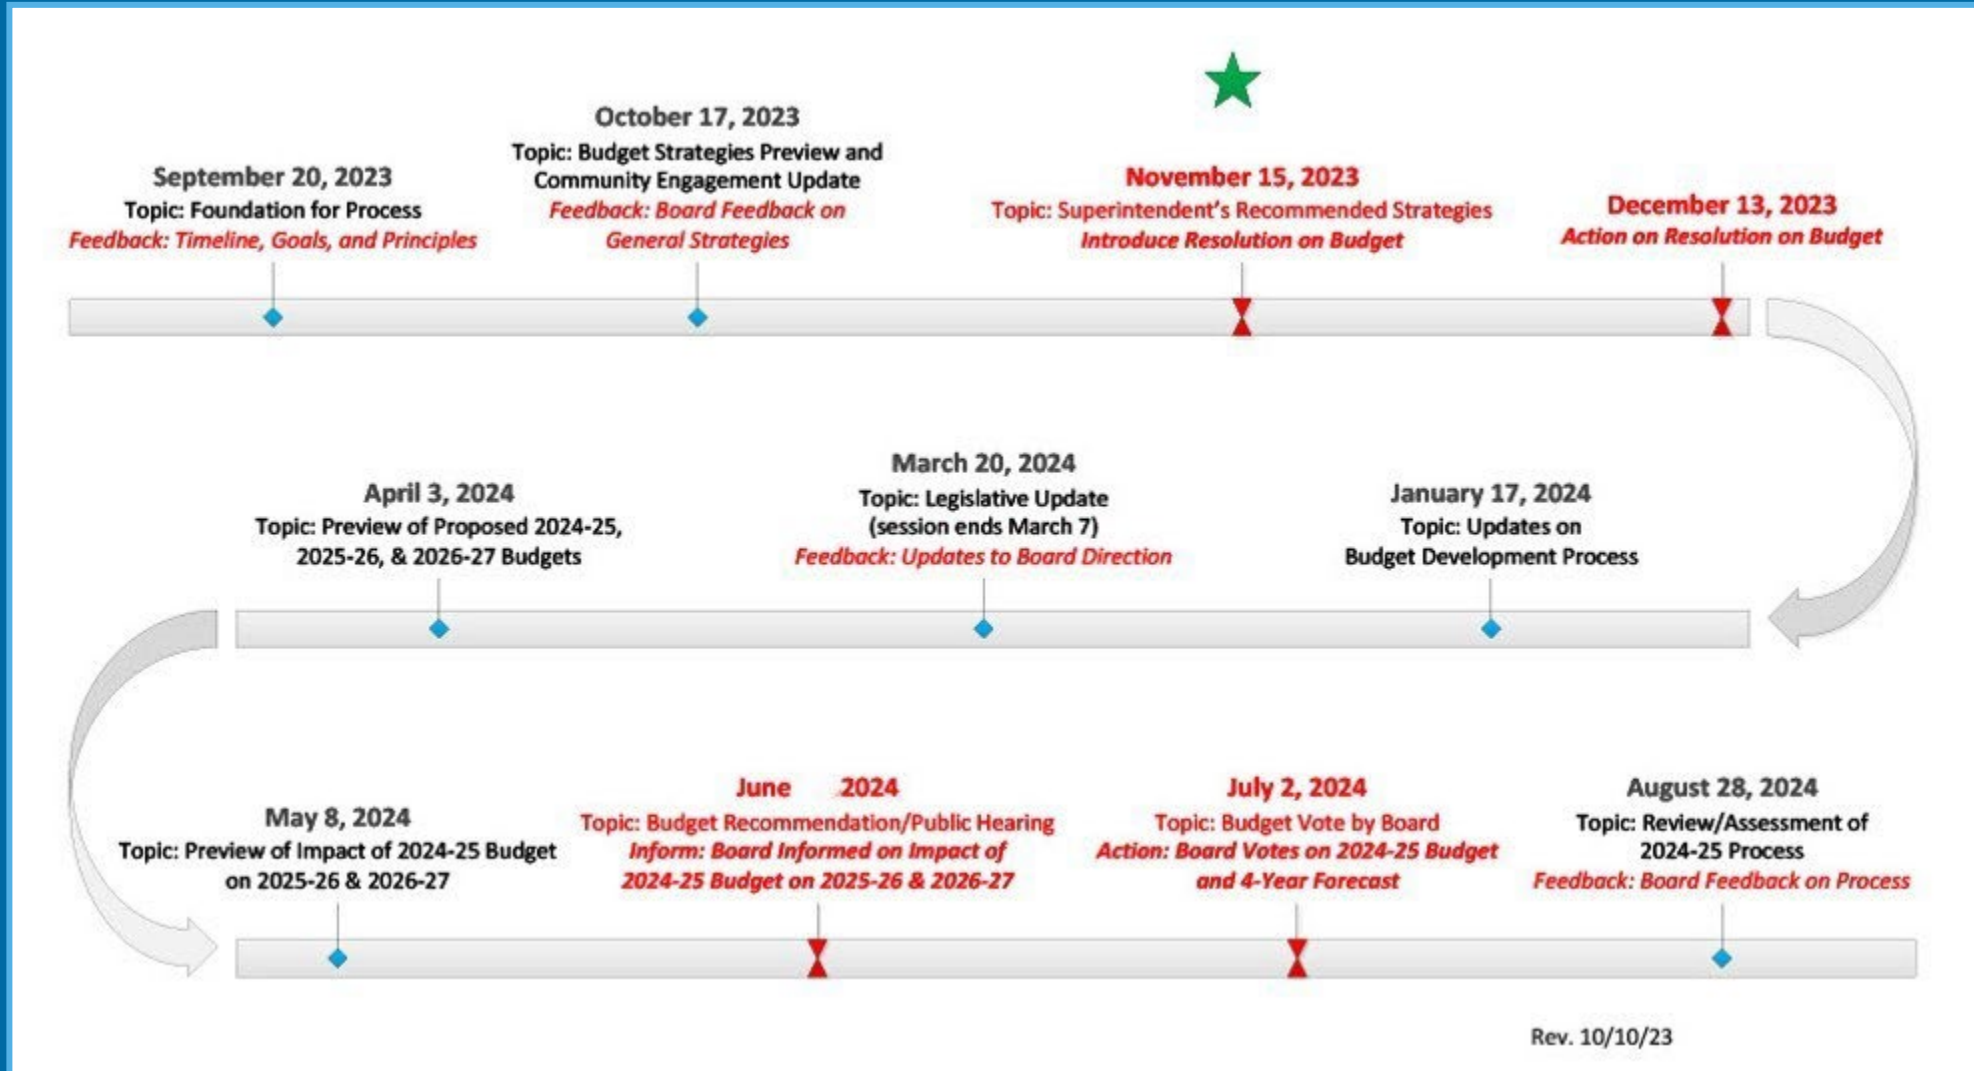 September 20, 2023
Topic: Foundation for Process
Feedback: Timeline, Goals, and Principles
October 17, 2023
Topic: Budget Strategies Preview and
Community Engagement Update
Feedback: Board Feedback on
General Strategies
November 15, 2023
Topic: Superintendent's Recommended Strategies
Introduce Resolution on Budget
December 13, 2023
Action on Resolution on Budget
April 3, 2024
Topic: Preview of Proposed 2024-25,
2025-26, & 2026-27 Budgets
March 20, 2024
Topic: Legislative Update
(session ends March 7)
Feedback: Updates to Board Direction
January 17, 2024
Topic: Updates on
Budget Development Process
May 8, 2024
Topic: Preview of Impact of 2024-25 Budget
on 2025-26 & 2026-27
June 2024
Topic: Budget Recommendation/Public Hearing
Inform: Board Informed on Impact of
2024-25 Budget on 2025-26 & 2026-27
July 2, 2024
Topic: Budget Vote by Board
Action: Board Votes on 2024-25 Budget
and 4-Year Forecast
August 28, 2024
Topic: Review/Assessment of
2024-25 Process
Feedback: Board Feedback on Process
Rev. 10/10/23